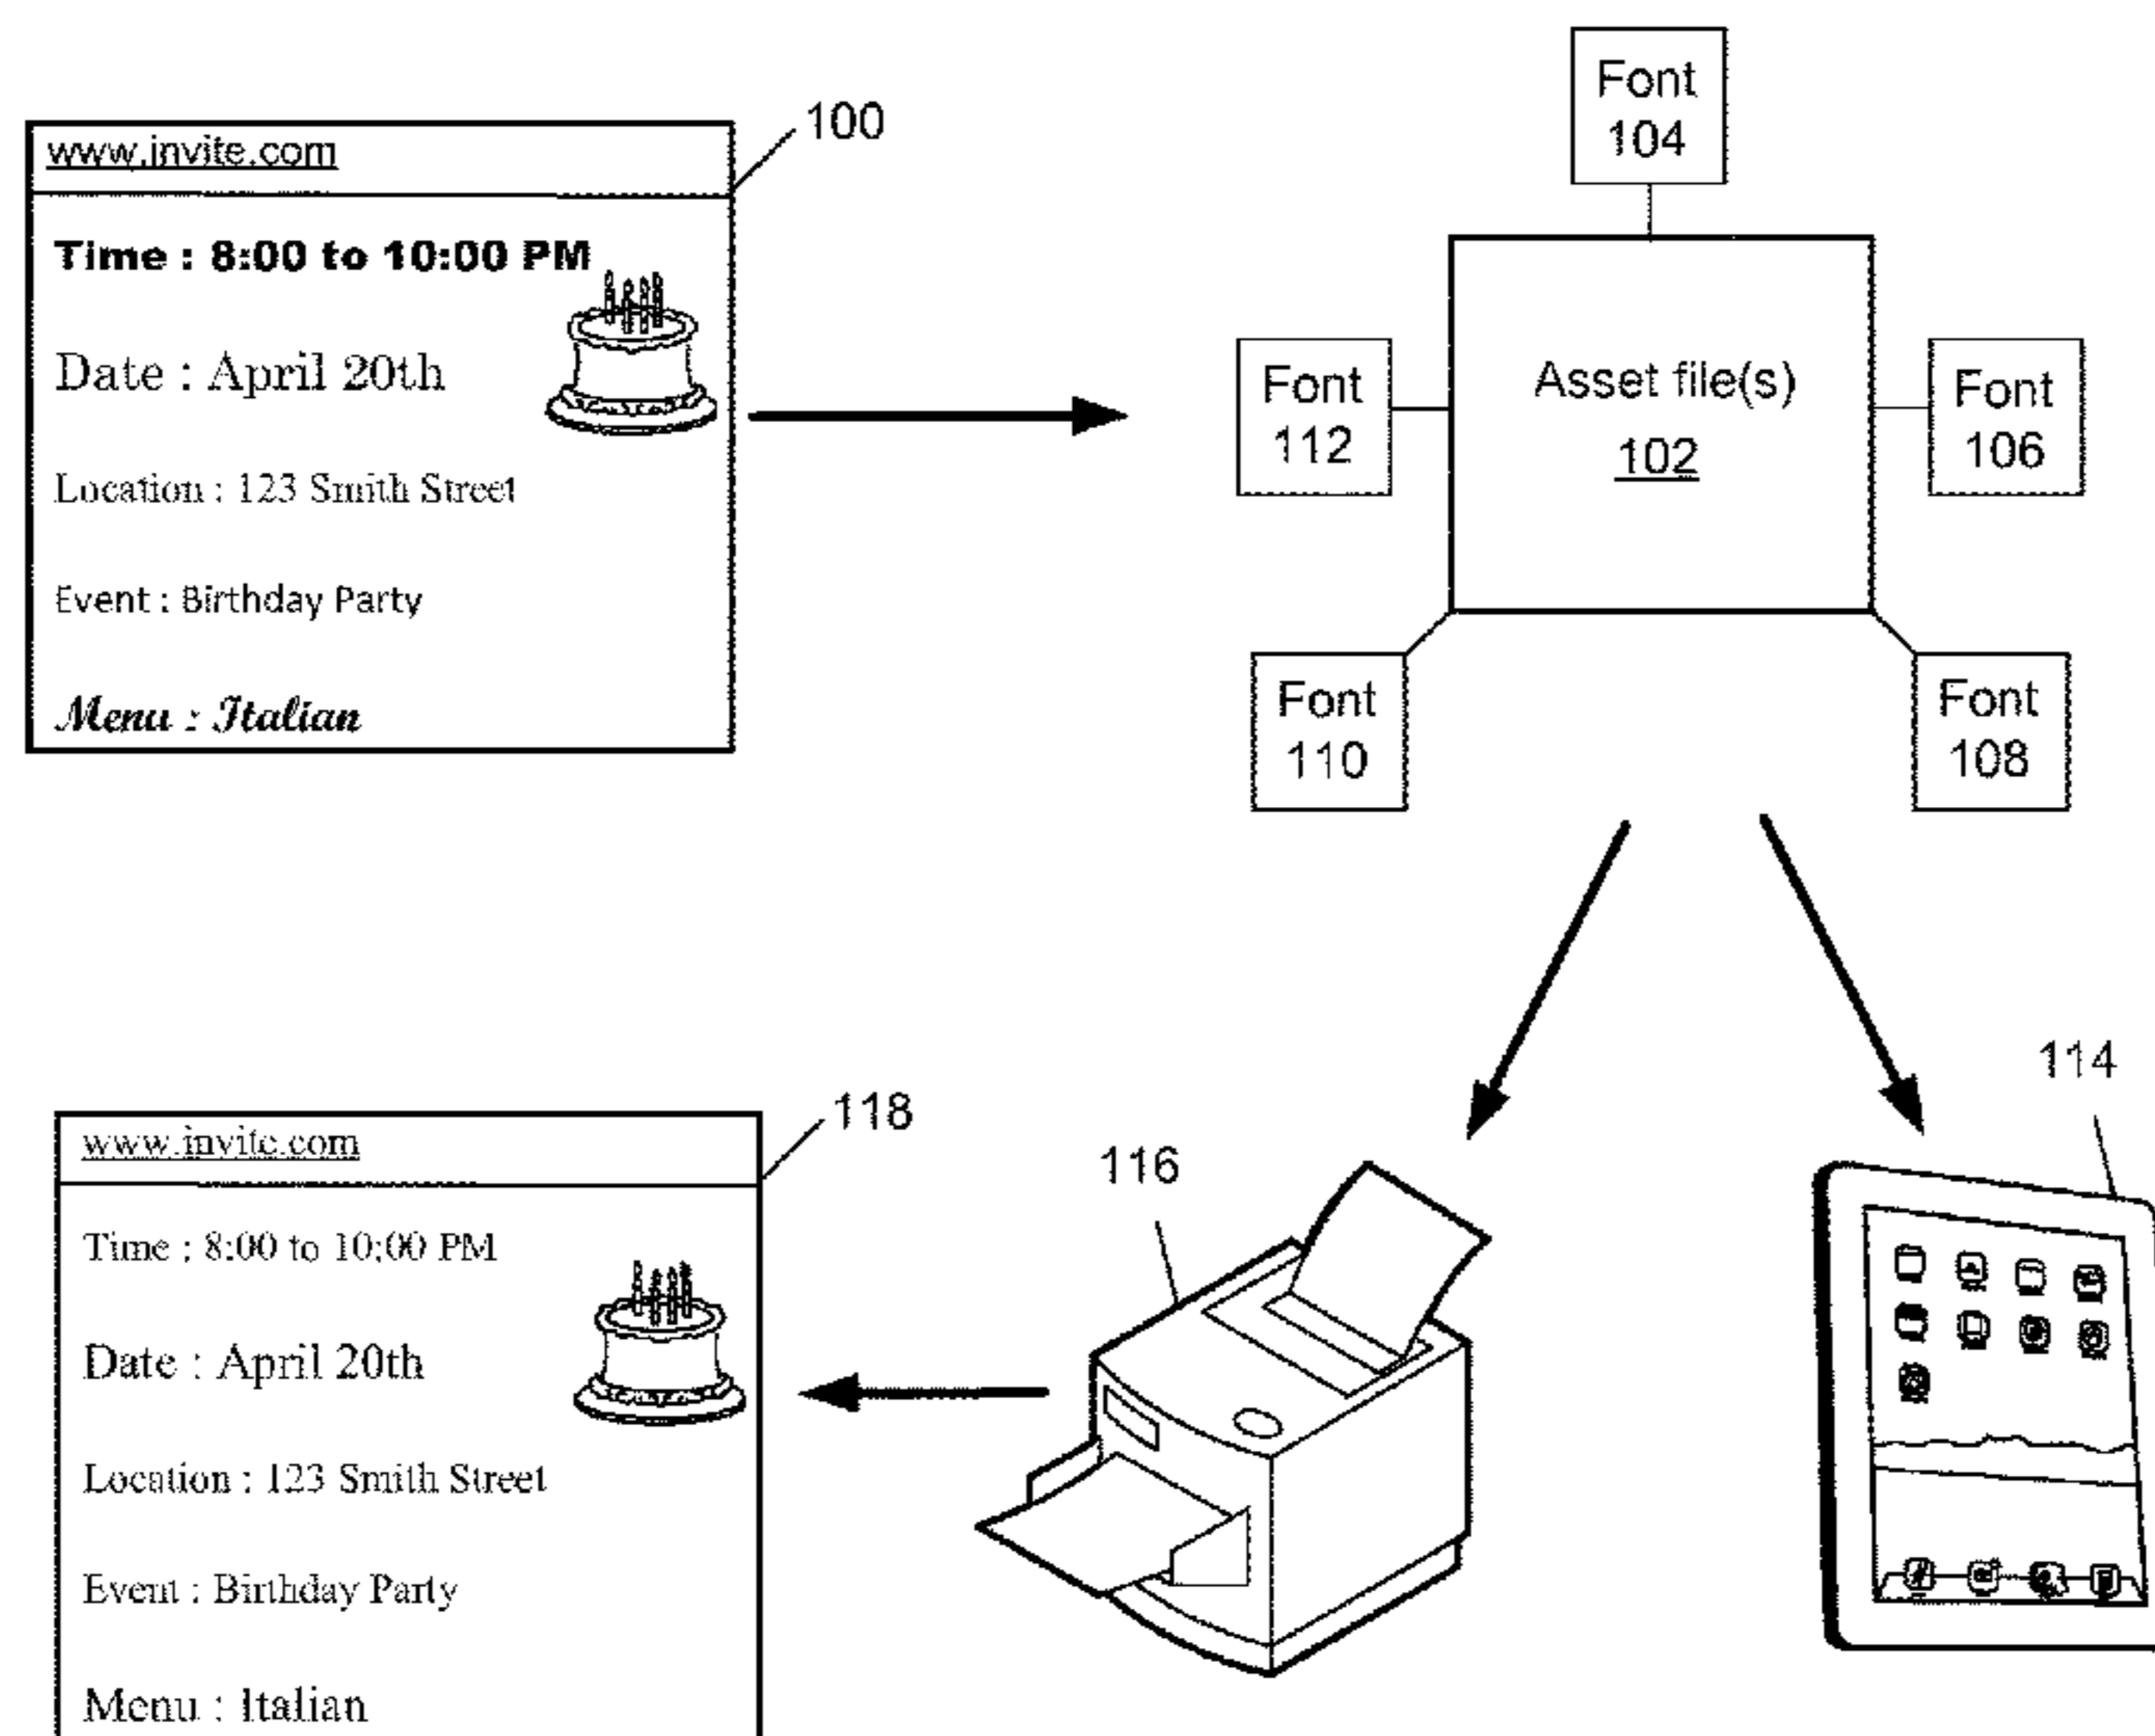 www.invite.com
100
Time : 8:00 to 10:00 PM
Date : April 20th
Location : 123 Smith Street
Event : Birthday Party
Menu : Italian
Font
104
Font
112
Asset file(s)
102
Font
106
Font
110
Font
108
www.invite.com
118
Time : 8:00 to 10:00 PM
Date : April 20th
Location : 123 Smith Street
Event : Birthday Party
Menu : Italian
116
114